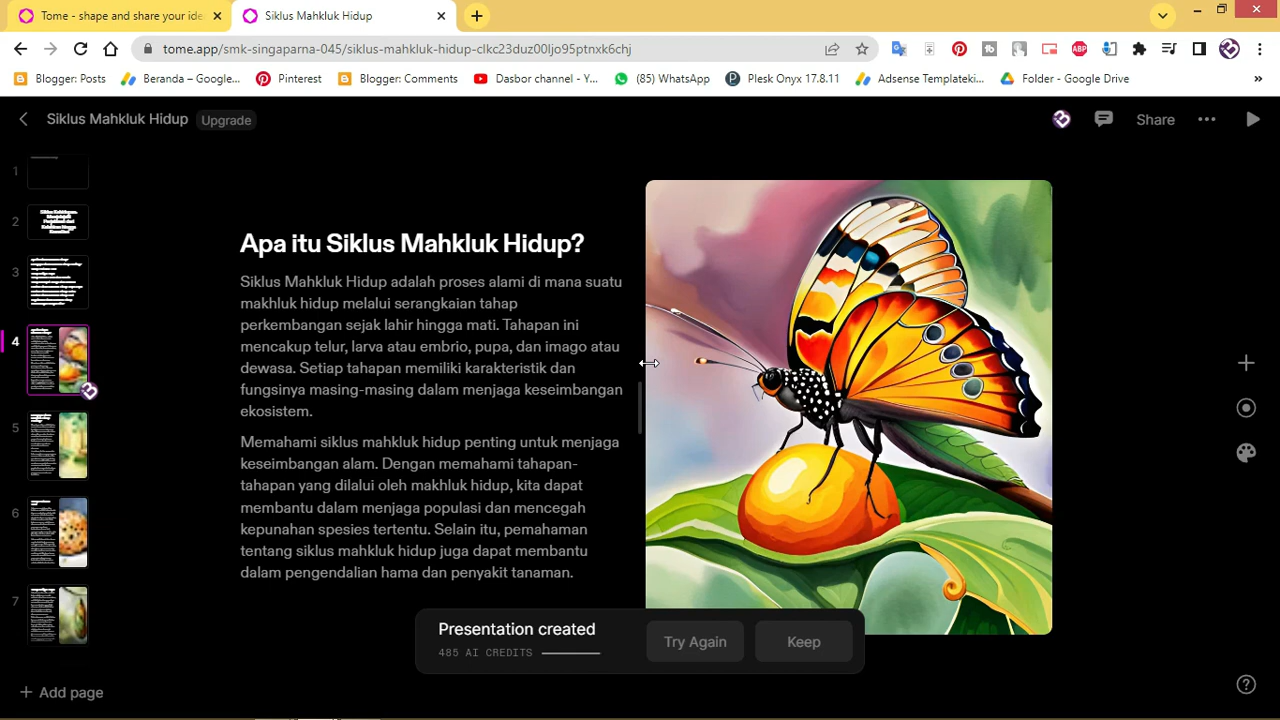 Tome - shape and share your ide
Siklus Mahkluk Hidup
tome.app/smk-singaparna-045/siklus-mahkluk-hidup-clkc23duz00ljo95ptnxk6chj
Blogger: Posts
Beranda – Google...
Pinterest
Blogger: Comments
Dasbor channel - Y...
(85) WhatsApp
Plesk Onyx 17.8.11
Adsense Templateki...
Folder - Google Drive
»
Siklus Mahkluk Hidup
Upgrade
Share
1
2
3
4
5
6
7
Apa itu Siklus Mahkluk Hidup?
Siklus Mahkluk Hidup adalah proses alami di mana suatu
makhluk hidup melalui serangkaian tahap
perkembangan sejak lahir hingga mati. Tahapan ini
mencakup telur, larva atau embrio, pupa, dan imago atau
dewasa. Setiap tahapan memiliki karakteristik dan
fungsinya masing-masing dalam menjaga keseimbangan
ekosistem.
Memahami siklus mahkluk hidup penting untuk menjaga
keseimbangan alam. Dengan memahami tahapan-
tahapan yang dilalui oleh makhluk hidup, kita dapat
membantu dalam menjaga populasi dan mencegah
kepunahan spesies tertentu. Selain itu, pemahaman
tentang siklus mahkluk hidup juga dapat membantu
dalam pengendalian hama dan penyakit tanaman.
Presentation created
485 AI CREDITS
Try Again
Keep
Add page